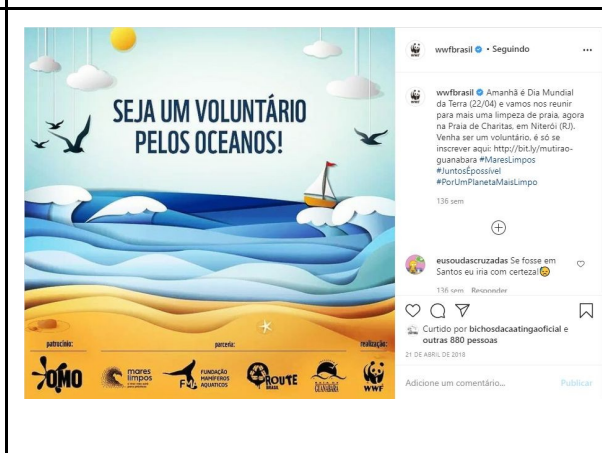 SEJA UM VOLUNTÁRIO
PELOS OCEANOS!
patrocínio:
parceria:
realização:
OMO
mares
limpos
FMA
FUNDAÇÃO
MAMÍFEROS
AQUÁTICOS
ROUTE
BRASIL
GUANABARA
WWF
wwfbrasil • Seguindo
wwfbrasil Amanhã é Dia Mundial
da Terra (22/04) e vamos nos reunir
para mais uma limpeza de praia, agora
na Praia de Charitas, em Niterói (RJ).
Venha ser um voluntário, é só se
inscrever aqui: http://bit.ly/mutirao-
guanabara #MaresLimpos
#JuntosÉpossível
#PorUmPlanetaMaisLimpo
136 sem
eusoudascruzadas Se fosse em
Santos eu iria com certeza!😥
136 sem Responder
Curtido por bichosdacaatingaoficial e
outras 880 pessoas
21 DE ABRIL DE 2018
Adicione um comentário...
Publicar